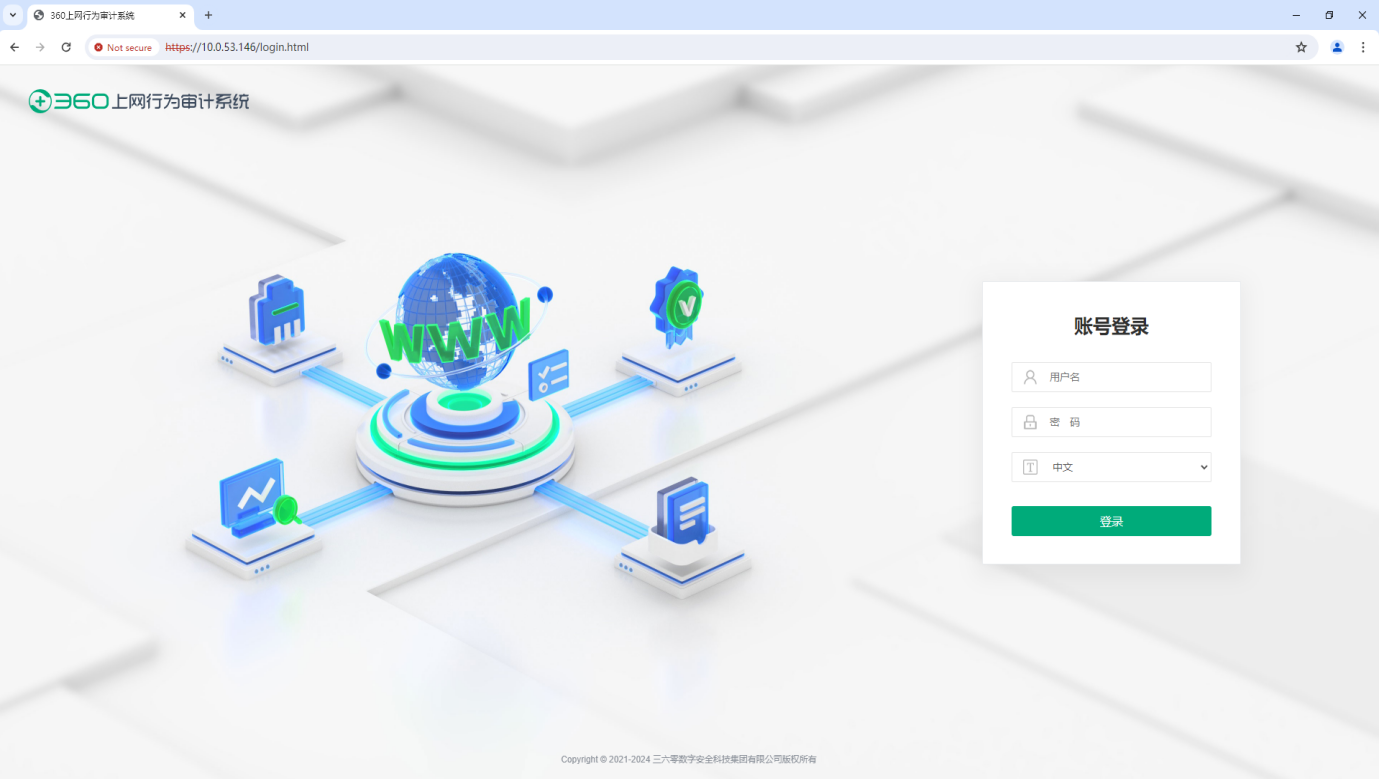 360上网行为审计系统
Not secure
https://10.0.53.146/login.html
360上网行为审计系统
WWW
账号登录
用户名
密 码
中文
登录
Copyright © 2021-2024 三六零数字安全科技集团有限公司版权所有